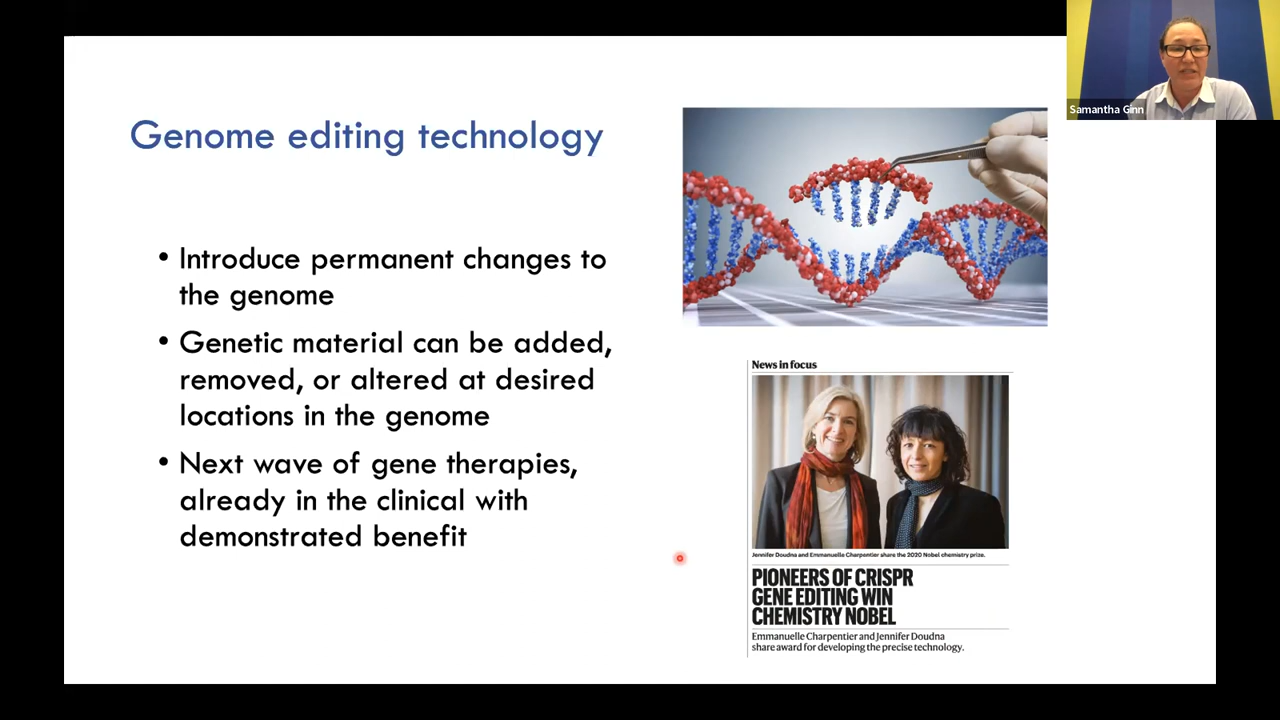 Genome editing technology
• Introduce permanent changes to
the genome
• Genetic material can be added,
removed, or altered at desired
locations in the genome
• Next wave of gene therapies,
already in the clinical with
demonstrated benefit
Samantha Ginn
News in focus
Jennifer Doudna and Emmanuelle Charpentier share the 2020 Nobel chemistry prize.
PIONEERS OF CRISPR
GENE EDITING WIN
CHEMISTRY NOBEL
Emmanuelle Charpentier and Jennifer Doudna
share award for developing the precise technology.